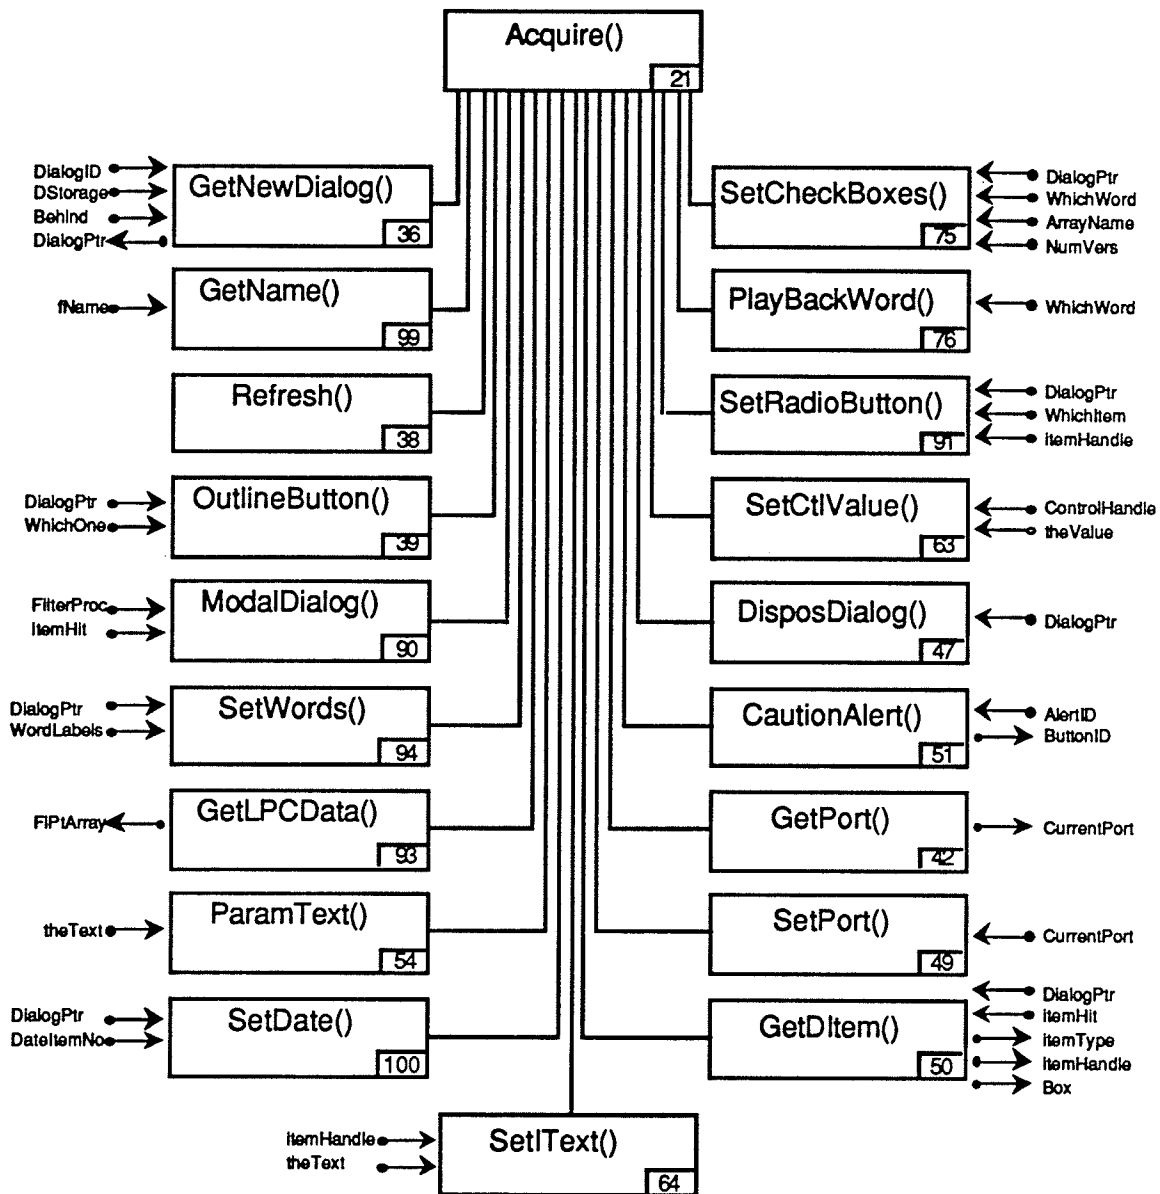 Acquire()
21
DialogID
DStorage
Behind
DialogPtr
GetNewDialog()
36
fName
GetName()
99
Refresh()
38
DialogPtr
WhichOne
OutlineButton()
39
FilterProc
ItemHit
ModalDialog()
90
DialogPtr
WordLabels
SetWords()
94
FlPtArray
GetLPCData()
93
theText
ParamText()
54
DialogPtr
DateItemNo
SetDate()
100
itemHandle
theText
SetIText()
64
SetCheckBoxes()
75
DialogPtr
WhichWord
ArrayName
NumVers
PlayBackWord()
76
WhichWord
SetRadioButton()
91
DialogPtr
WhichItem
itemHandle
SetCtlValue()
63
ControlHandle
theValue
DisposDialog()
47
DialogPtr
CautionAlert()
51
AlertID
ButtonID
GetPort()
42
CurrentPort
SetPort()
49
CurrentPort
GetDItem()
50
DialogPtr
itemHit
itemType
itemHandle
Box